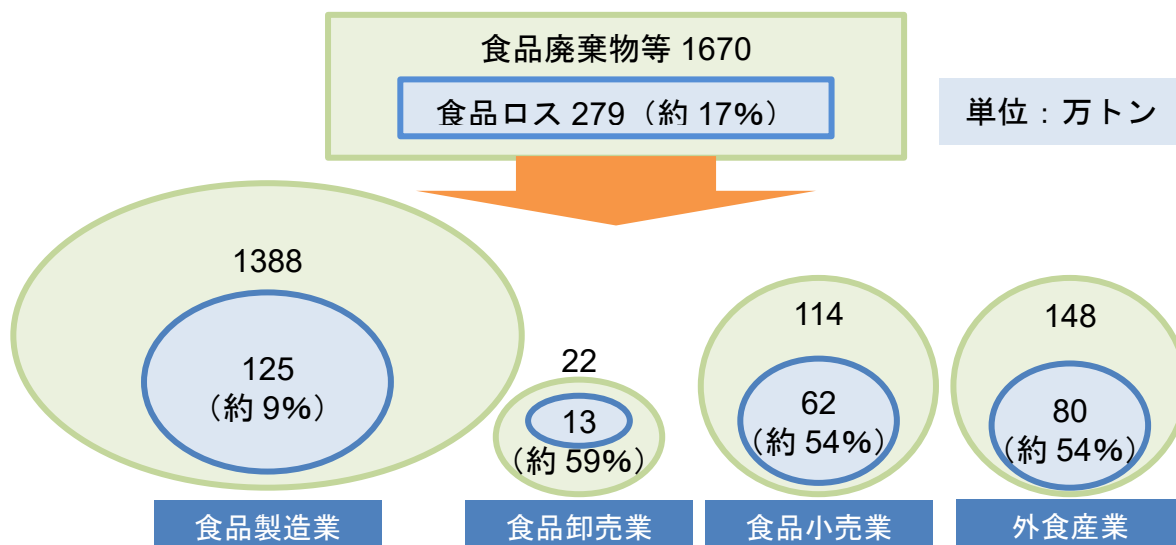 食品廃棄物等 1670
食品ロス 279（約 17%）
単位：万トン
1388
125
（約 9%）
22
13
（約 59%）
114
62
（約 54%）
148
80
（約 54%）
食品製造業
食品卸売業
食品小売業
外食産業